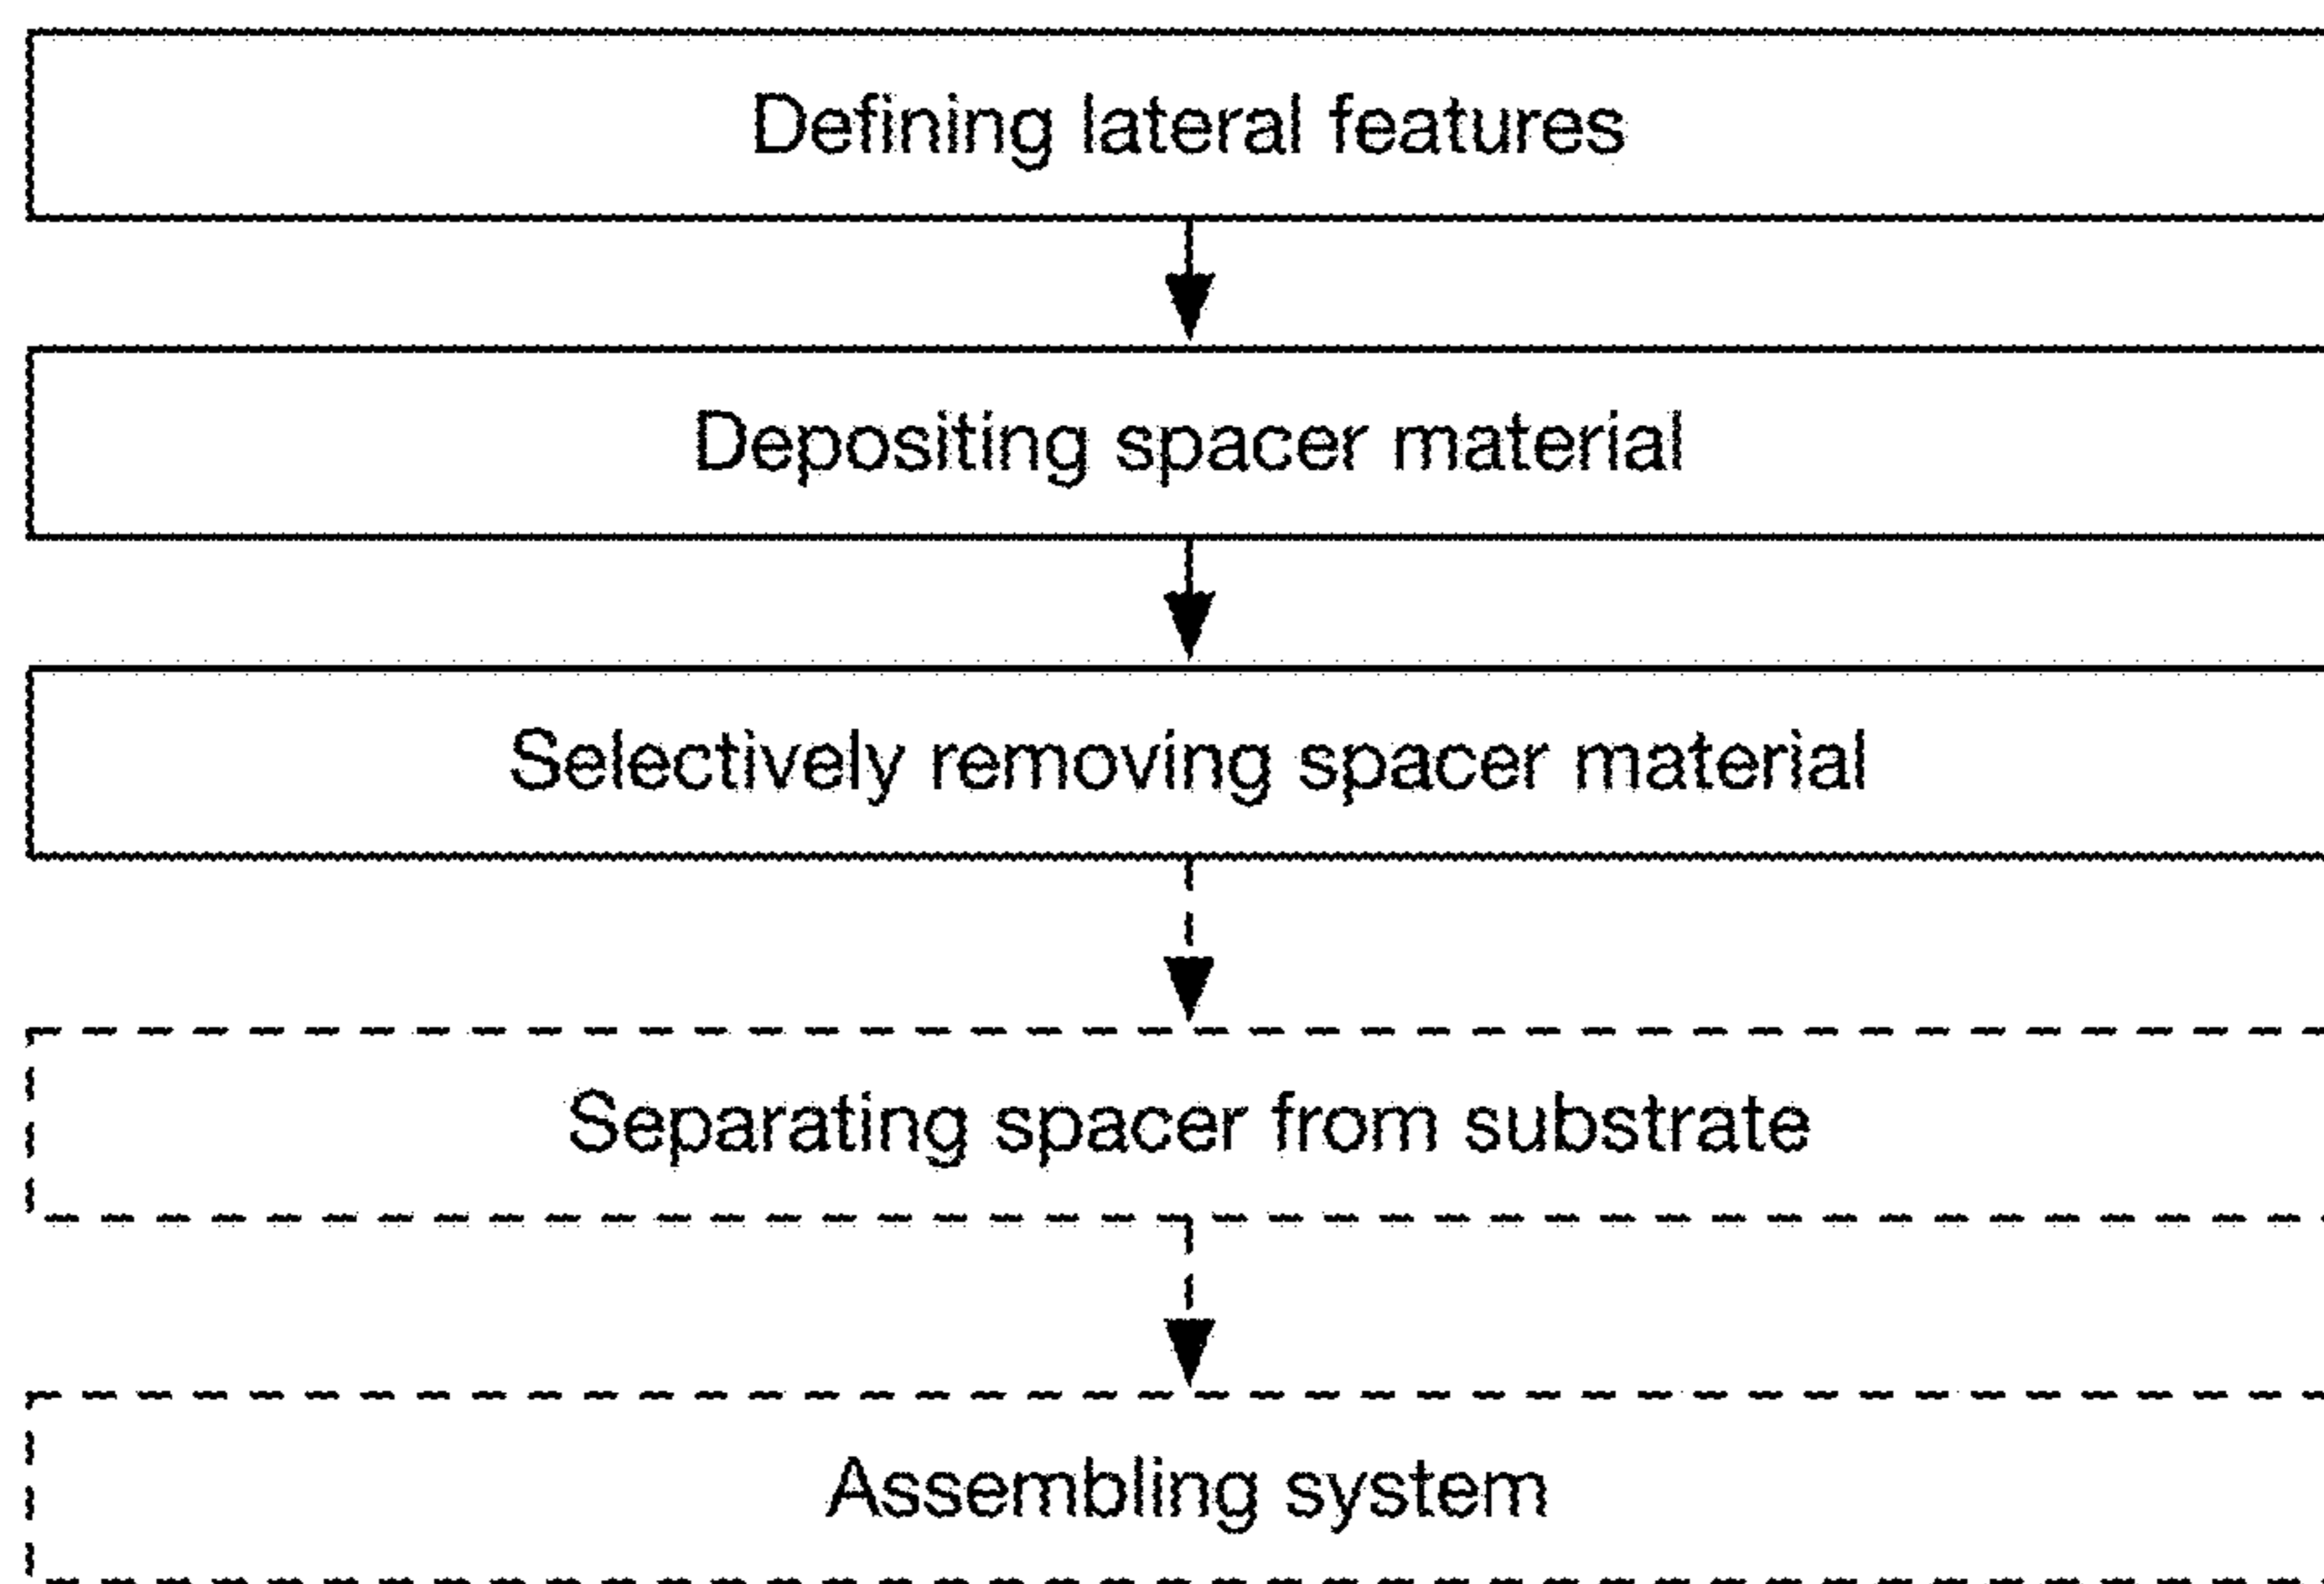 Defining lateral features
Depositing spacer material
Selectively removing spacer material
Separating spacer from substrate
Assembling system